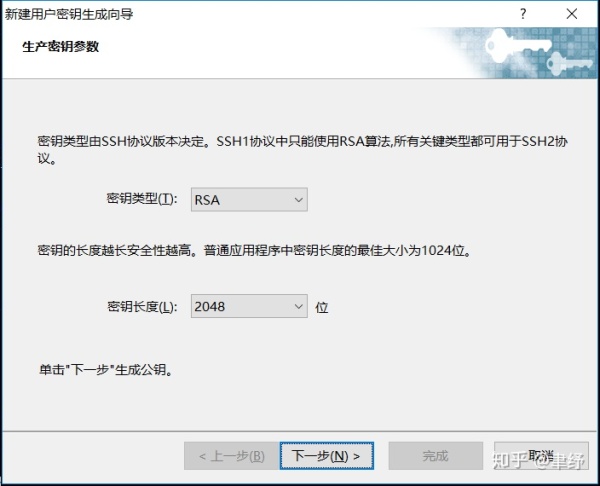 新建用户密钥生成向导
生产密钥参数
密钥类型由SSH协议版本决定。SSH1协议中只能使用RSA算法,所有关键类型都可用于SSH2协
议。
密钥类型(T): RSA
密钥的长度越长安全性越高。普通应用程序中密钥长度的最佳大小为1024位。
密钥长度(L): 2048 位
单击"下一步"生成公钥。
< 上一步(B) 下一步(N) > 完成 取消
知乎 @聿纾